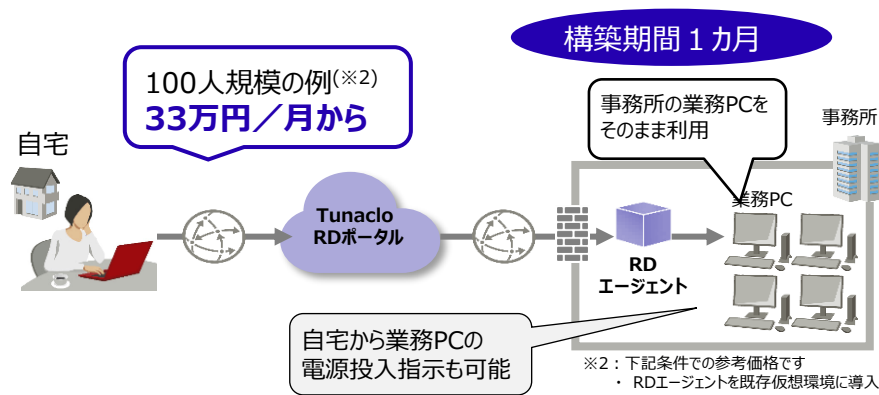 構築期間１カ月
100人規模の例(※2)
33万円／月から
事務所の業務PCを
そのまま利用
事務所
自宅
業務PC
Tunaclo
RDポータル
RD
エージェント
自宅から業務PCの
電源投入指示も可能
※2：下記条件での参考価格です
・ RDエージェントを既存仮想環境に導入